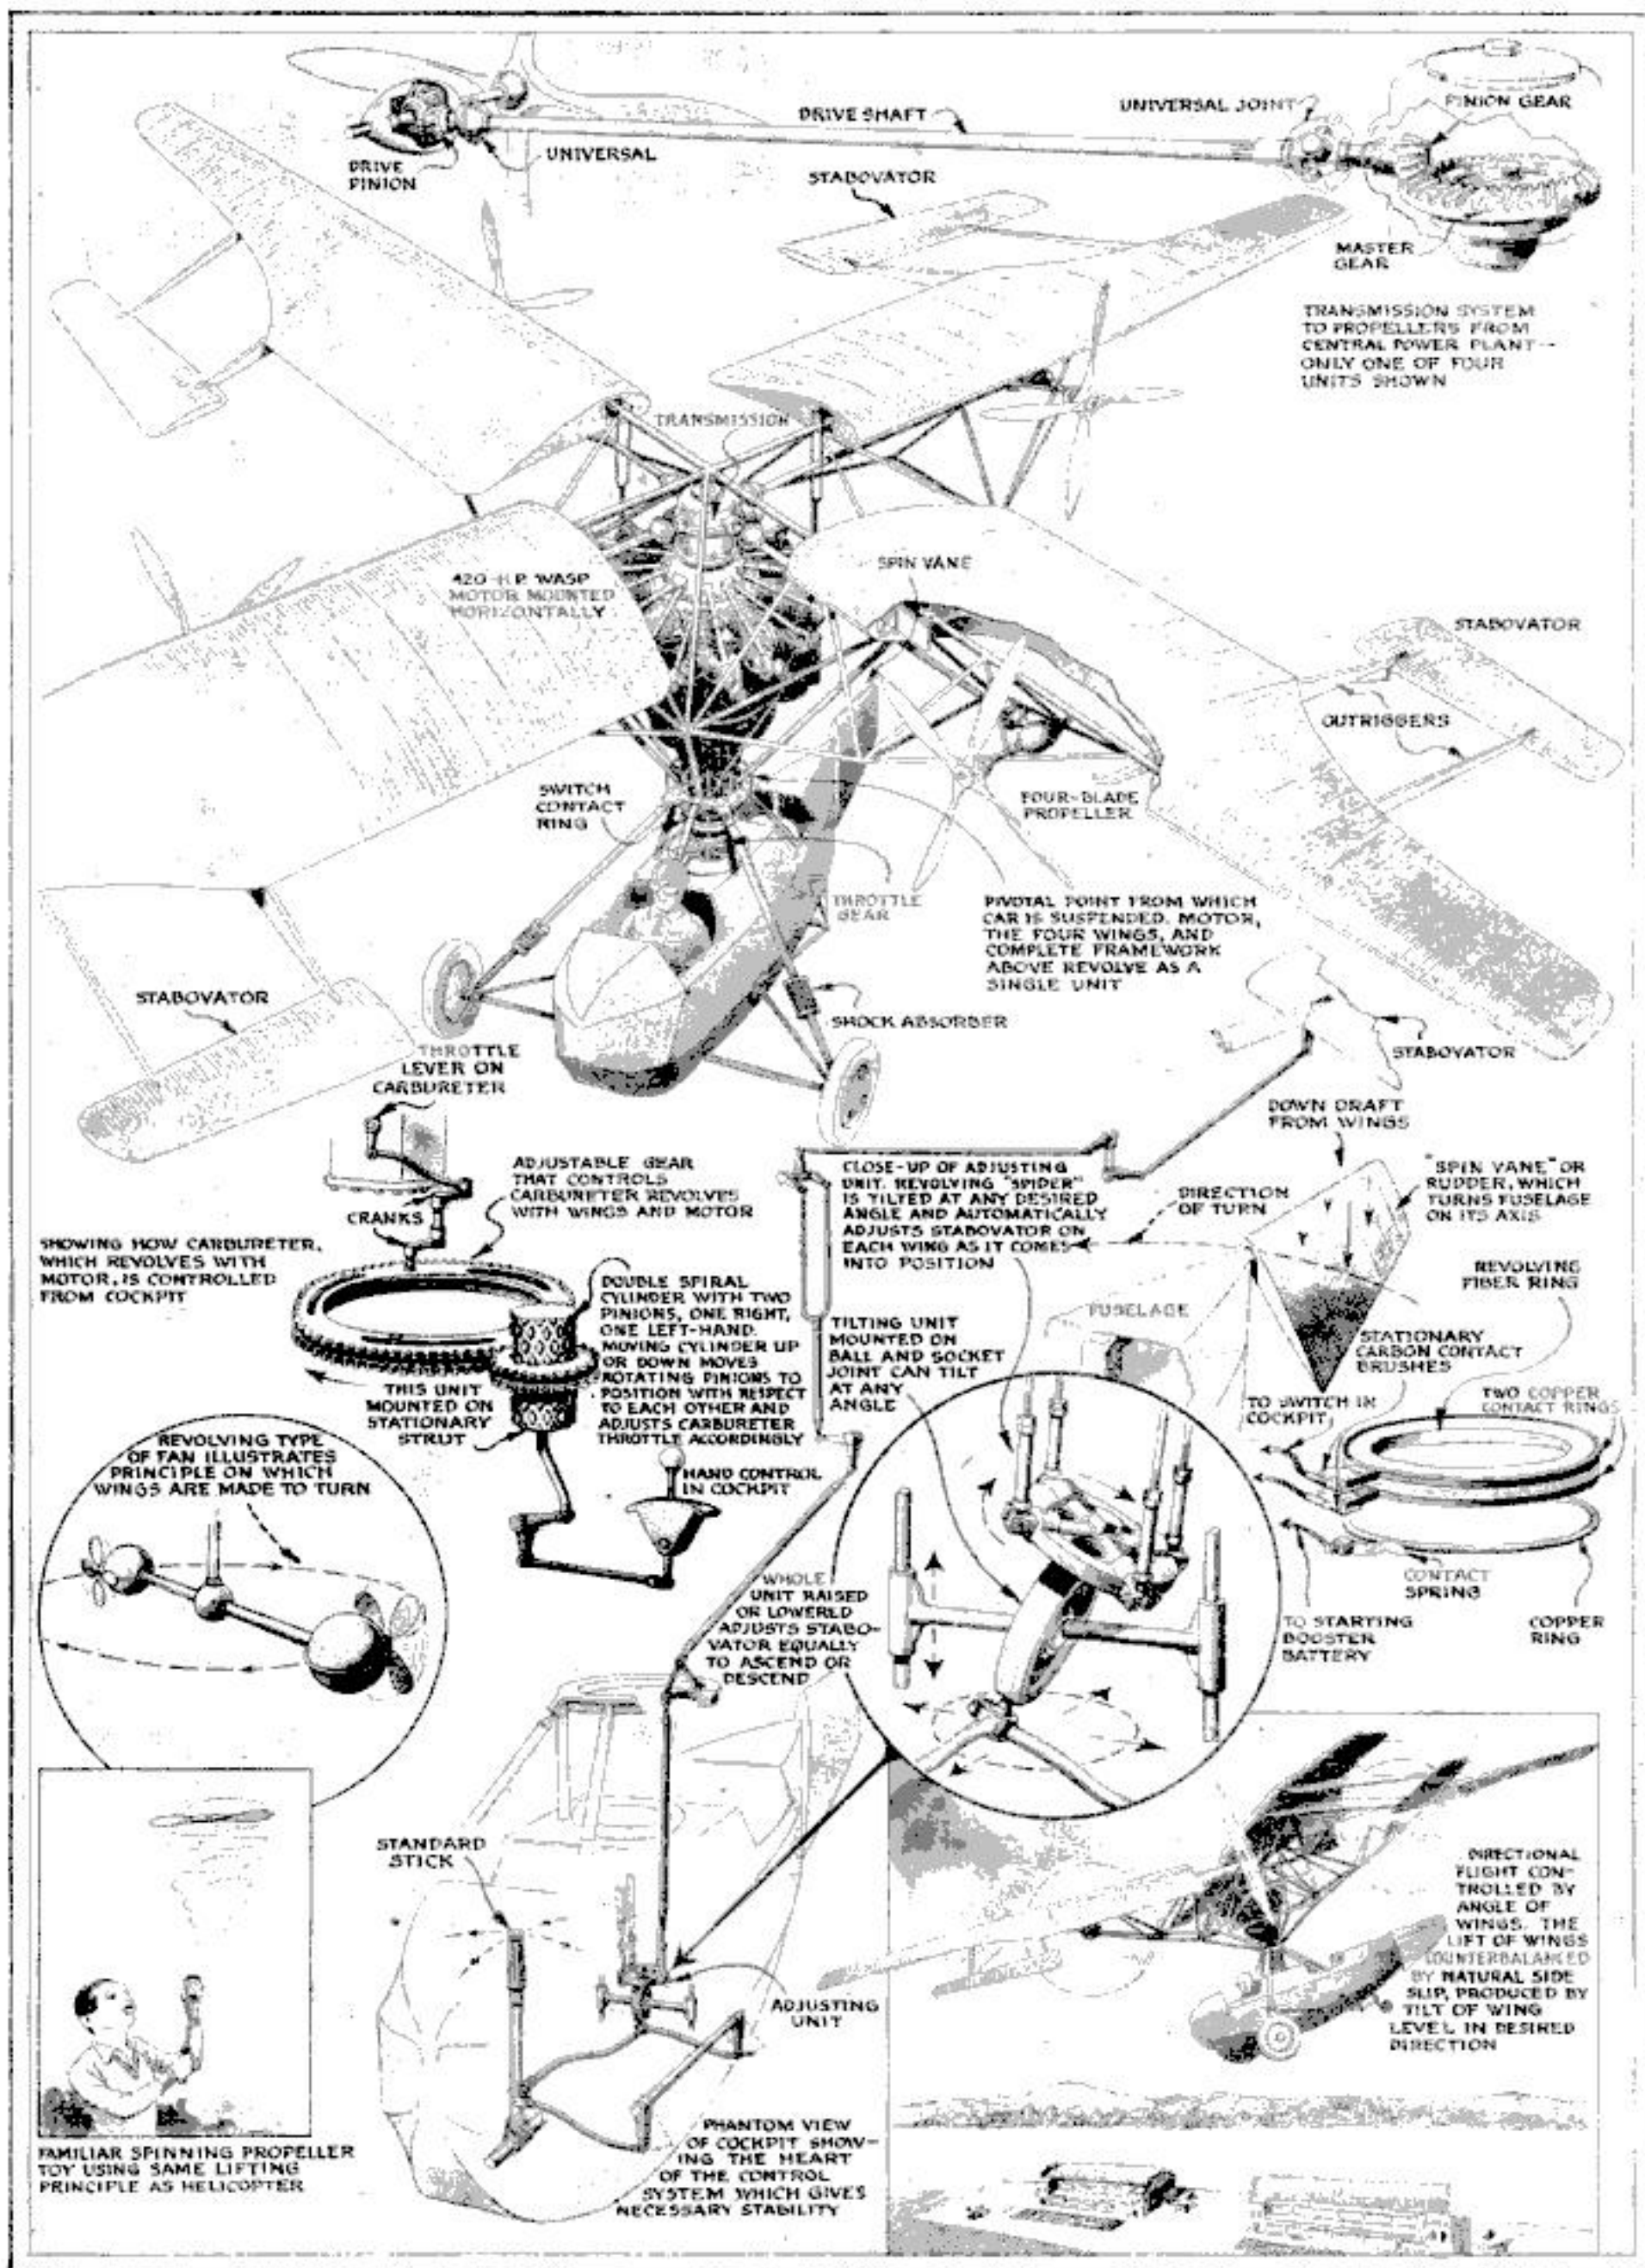 DRIVE SHAFT
UNIVERSAL JOINT
PINION GEAR
DRIVE
PINION
UNIVERSAL
STABOVATOR
MASTER
GEAR
TRANSMISSION SYSTEM
TO PROPELLERS FROM
CENTRAL POWER PLANT--
ONLY ONE OF FOUR
UNITS SHOWN
TRANSMISSION
420-H.P. WASP
MOTOR MOUNTED
HORIZONTALLY
SPIN VANE
STABOVATOR
OUTRIGGERS
SWITCH
CONTACT
RING
FOUR-BLADE
PROPELLER
THROTTLE
GEAR
PIVOTAL POINT FROM WHICH
CAR IS SUSPENDED. MOTOR,
THE FOUR WINGS, AND
COMPLETE FRAMEWORK
ABOVE REVOLVE AS A
SINGLE UNIT
STABOVATOR
SHOCK ABSORBER
STABOVATOR
THROTTLE
LEVER ON
CARBURETER
DOWN DRAFT
FROM WINGS
ADJUSTABLE GEAR
THAT CONTROLS
CARBURETER REVOLVES
WITH WINGS AND MOTOR
CRANKS
CLOSE-UP OF ADJUSTING
UNIT. REVOLVING "SPIDER"
IS TILTED AT ANY DESIRED
ANGLE AND AUTOMATICALLY
ADJUSTS STABOVATOR ON
EACH WING AS IT COMES
INTO POSITION
DIRECTION
OF TURN
"SPIN VANE" OR
RUDDER, WHICH
TURNS FUSELAGE
ON ITS AXIS
SHOWING HOW CARBURETER,
WHICH REVOLVES WITH
MOTOR, IS CONTROLLED
FROM COCKPIT
REVOLVING
FIBER RING
DOUBLE SPIRAL
CYLINDER WITH TWO
PINIONS, ONE RIGHT,
ONE LEFT-HAND.
MOVING CYLINDER UP
OR DOWN MOVES
ROTATING PINIONS TO
POSITION WITH RESPECT
TO EACH OTHER AND
ADJUSTS CARBURETER
THROTTLE ACCORDINGLY
FUSELAGE
TILTING UNIT
MOUNTED ON
BALL AND SOCKET
JOINT CAN TILT
AT ANY
ANGLE
STATIONARY
CARBON CONTACT
BRUSHES
THIS UNIT
MOUNTED ON
STATIONARY
STRUT
TO SWITCH IN
COCKPIT
TWO COPPER
CONTACT RINGS
REVOLVING TYPE
OF FAN ILLUSTRATES
PRINCIPLE ON WHICH
WINGS ARE MADE TO TURN
HAND CONTROL
IN COCKPIT
WHOLE
UNIT RAISED
OR LOWERED
ADJUSTS STABO-
VATOR EQUALLY
TO ASCEND OR
DESCEND
CONTACT
SPRING
TO STARTING
BOOSTER
BATTERY
COPPER
RING
STANDARD
STICK
DIRECTIONAL
FLIGHT CON-
TROLLED BY
ANGLE OF
WINGS. THE
LIFT OF WINGS
COUNTERBALANCED
BY NATURAL SIDE
SLIP, PRODUCED BY
TILT OF WING
LEVEL IN DESIRED
DIRECTION
ADJUSTING
UNIT
PHANTOM VIEW
OF COCKPIT SHOW-
ING THE HEART
OF THE CONTROL
SYSTEM WHICH GIVES
NECESSARY STABILITY
FAMILIAR SPINNING PROPELLER
TOY USING SAME LIFTING
PRINCIPLE AS HELICOPTER